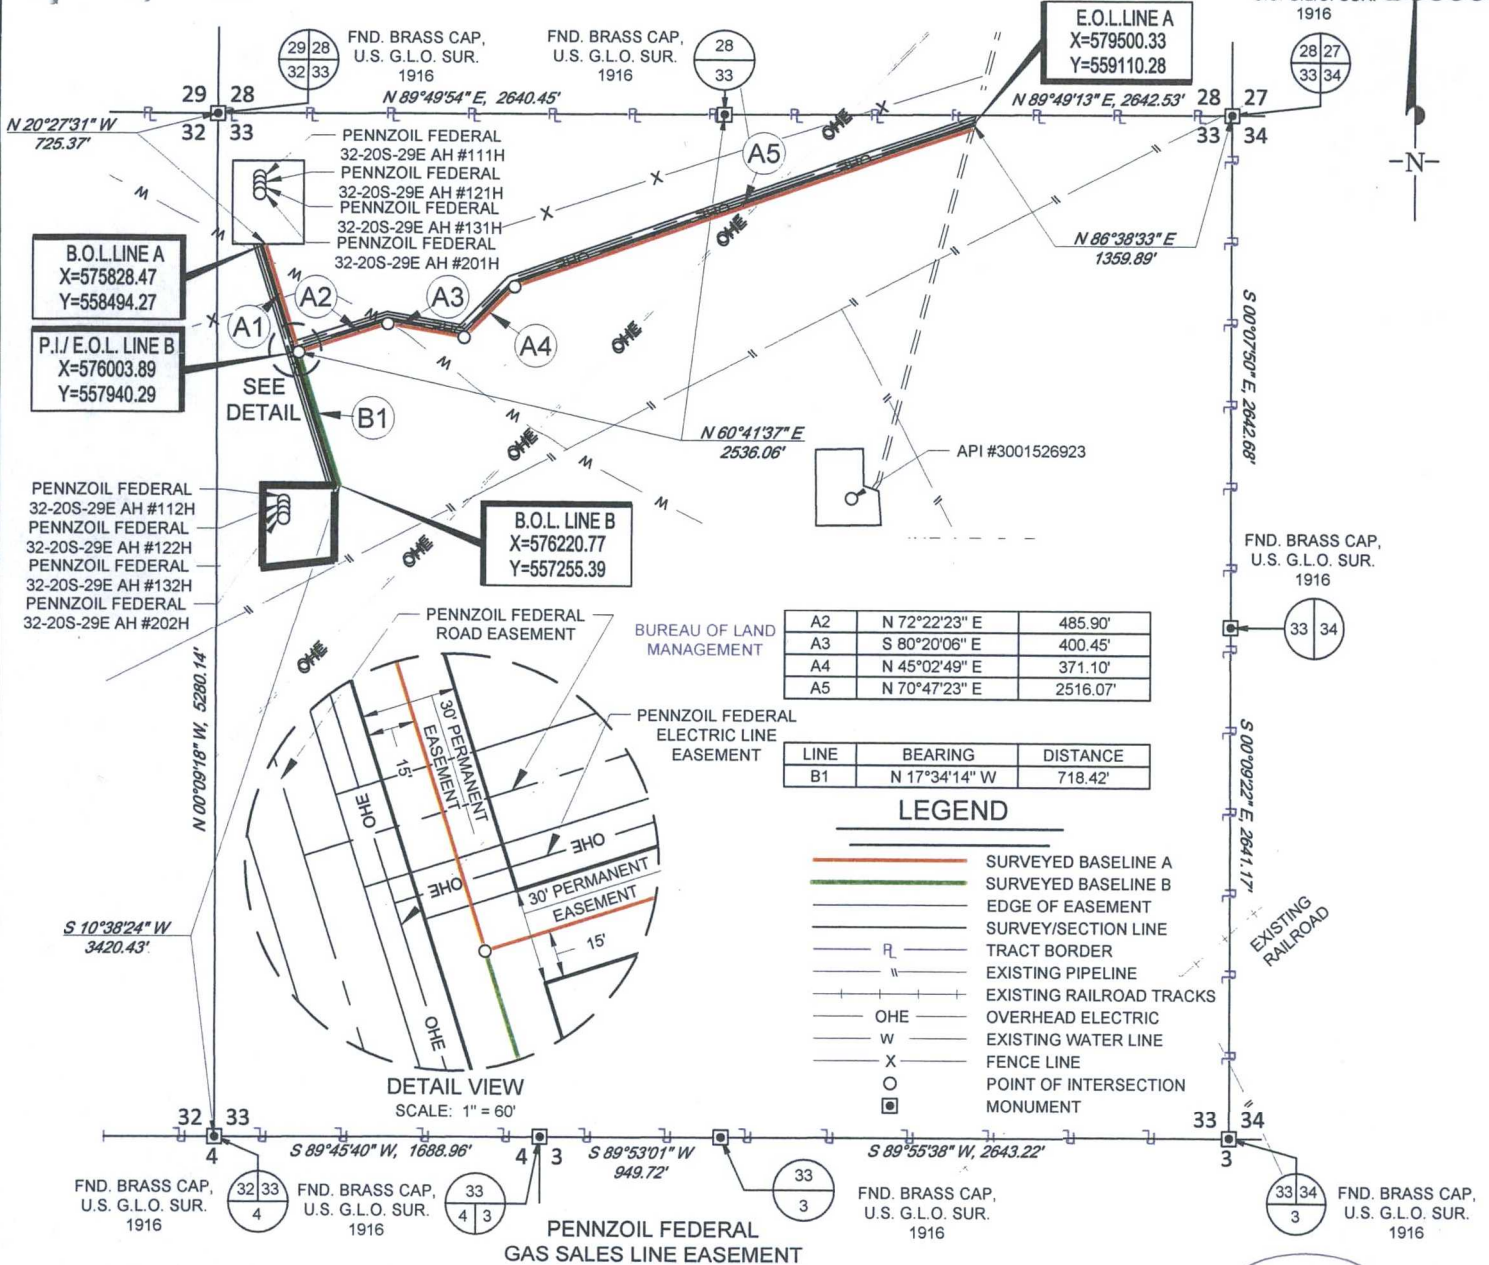 1916
E.O.L.LINE A
X=579500.33
Y=559110.28
29 28
32 33
FND. BRASS CAP,
U.S. G.L.O. SUR.
1916
FND. BRASS CAP,
U.S. G.L.O. SUR.
1916
28
33
28 27
33 34
N 89°49'54" E, 2640.45'
N 89°49'13" E, 2642.53'
29 28
32 33
28 27
33 34
N 20°27'31" W
725.37'
PENNZOIL FEDERAL
32-20S-29E AH #111H
PENNZOIL FEDERAL
32-20S-29E AH #121H
PENNZOIL FEDERAL
32-20S-29E AH #131H
PENNZOIL FEDERAL
32-20S-29E AH #201H
A5
N
N 86°38'33" E
1359.89'
B.O.L.LINE A
X=575828.47
Y=558494.27
A1
A2
A3
A4
P.I./ E.O.L. LINE B
X=576003.89
Y=557940.29
SEE
DETAIL
B1
N 60°41'37" E
2536.06'
API #3001526923
S 00°07'50" E, 2642.68'
PENNZOIL FEDERAL
32-20S-29E AH #112H
PENNZOIL FEDERAL
32-20S-29E AH #122H
PENNZOIL FEDERAL
32-20S-29E AH #132H
PENNZOIL FEDERAL
32-20S-29E AH #202H
B.O.L. LINE B
X=576220.77
Y=557255.39
OHE
OHE
OHE
OHE
OHE
OHE
OHE
OHE
OHE
FND. BRASS CAP,
U.S. G.L.O. SUR.
1916
33 34
PENNZOIL FEDERAL
ROAD EASEMENT
BUREAU OF LAND
MANAGEMENT
A2 N 72°22'23" E 485.90'
A3 S 80°20'06" E 400.45'
A4 N 45°02'49" E 371.10'
A5 N 70°47'23" E 2516.07'
PENNZOIL FEDERAL
ELECTRIC LINE
EASEMENT
LINE BEARING DISTANCE
B1 N 17°34'14" W 718.42'
N 00°09'18" W, 5280.14'
30' PERMANENT
EASEMENT
15'
OHE
OHE
OHE
OHE
30' PERMANENT
EASEMENT
15'
DETAIL VIEW
SCALE: 1" = 60'
LEGEND
SURVEYED BASELINE A
SURVEYED BASELINE B
EDGE OF EASEMENT
SURVEY/SECTION LINE
PL TRACT BORDER
EXISTING PIPELINE
EXISTING RAILROAD TRACKS
OHE OVERHEAD ELECTRIC
W EXISTING WATER LINE
X FENCE LINE
POINT OF INTERSECTION
MONUMENT
S 00°09'22" E, 2641.17'
EXISTING
RAILROAD
S 10°38'24" W
3420.43'
32 33
4
S 89°45'40" W, 1688.96'
4 3
S 89°53'01" W
949.72'
S 89°55'38" W, 2643.22'
33 34
3
FND. BRASS CAP,
U.S. G.L.O. SUR.
1916
32 33
4
FND. BRASS CAP,
U.S. G.L.O. SUR.
1916
33
4 3
33
3
FND. BRASS CAP,
U.S. G.L.O. SUR.
1916
33 34
3
FND. BRASS CAP,
U.S. G.L.O. SUR.
1916
PENNZOIL FEDERAL
GAS SALES LINE EASEMENT